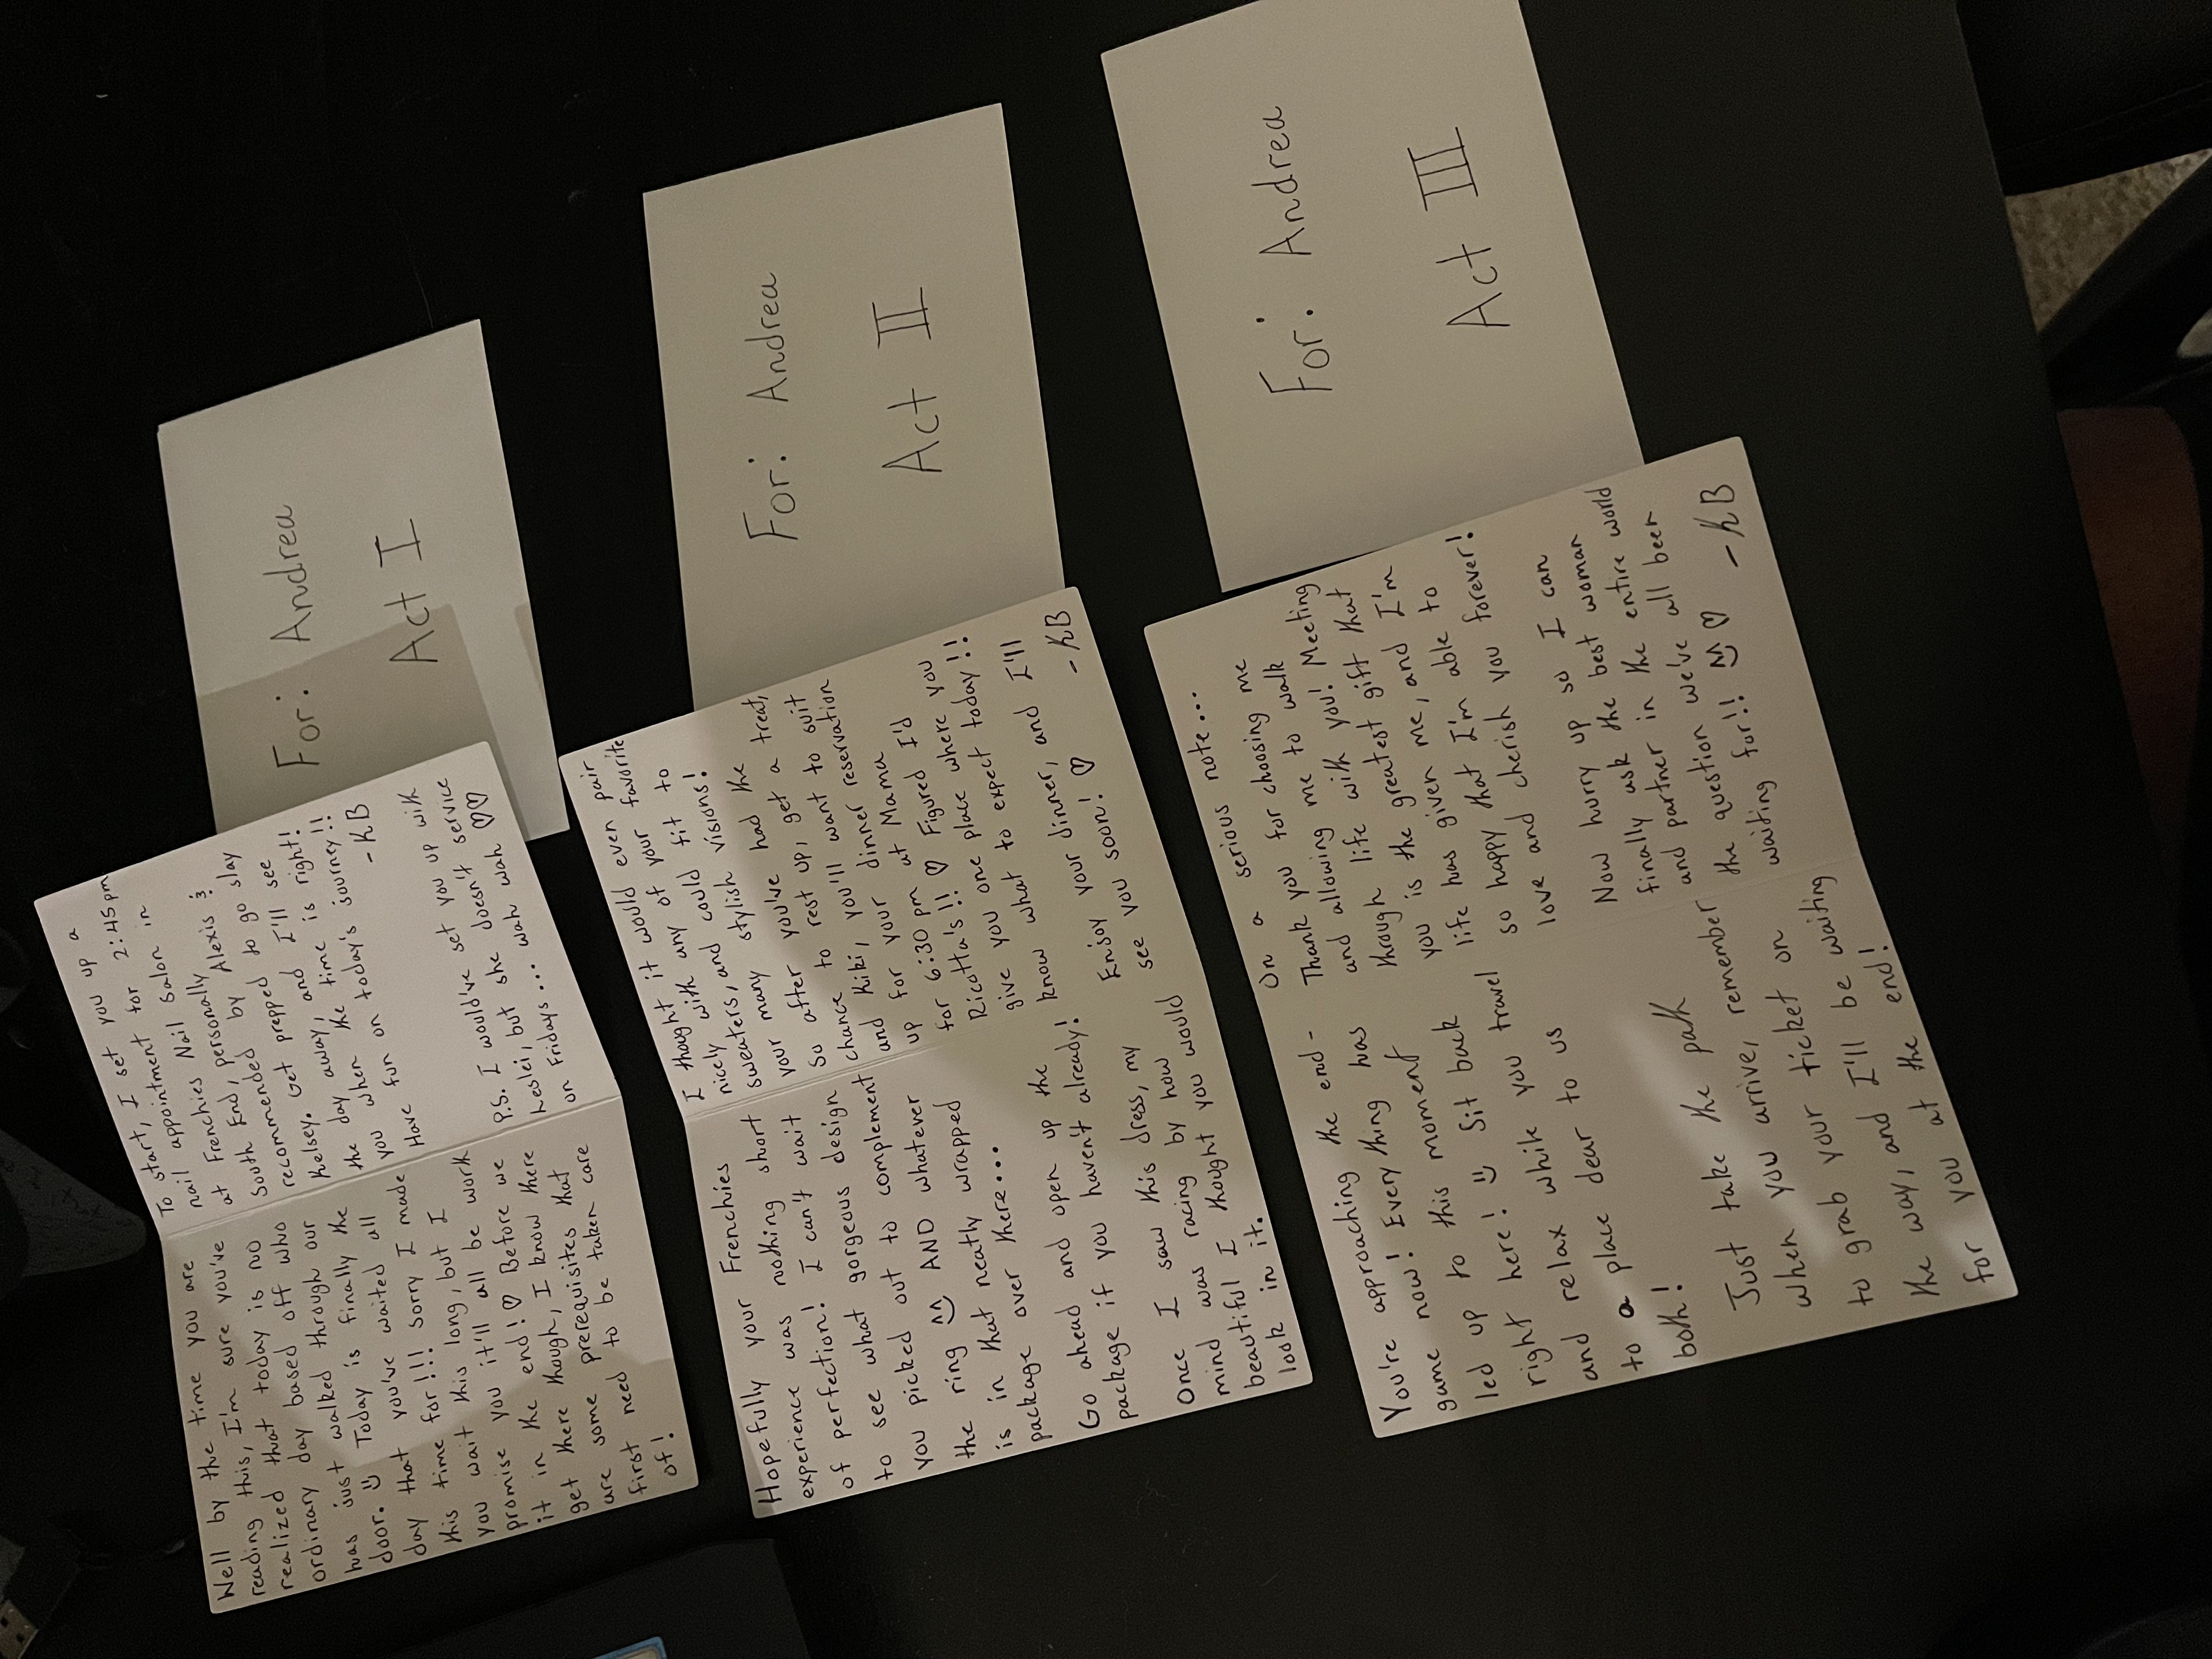 Well by the time you are
reading this, I'm sure you've
realized that today is no
ordinary day based off who
has just walked through our
door. Today is finally the
day that you've waited all
this time for!!! Sorry I made
you wait this long, but I
promise you it'll all be work
it in the end! ♡ Before we
get there though, I know there
are some prerequisites that
first need to be taken care
of!
To start, I set you up a
nail appointment for 2:45pm
at Frenchies Nail Salon in
South End, personally
recommended by Alexis &
Kelsey. Get prepped to go slay
the day away, and I'll see
you when the time is right!
Have fun on today's journey!!
-KB
P.S. I would've set you up with
Leslei, but she doesn't service
on Fridays... wah wah ♡♡
For: Andrea
Act I
Hopefully your Frenchies
experience was nothing short
of perfection! I can't wait
to see what gorgeous design
you picked out to complement
the ring ^^ AND whatever
is in that neatly wrapped
package over there...
Go ahead and open up the
package if you haven't already!
Once I saw this dress, my
mind was racing by how
beautiful I thought you would
look in it.
I thought it would even pair
nicely with any of your favorite
sweaters, and could fit to
your many stylish visions!
So after you've had the
chance to rest up, get a treat,
and Kiki, you'll want to suit
up for your dinner reservation
for 6:30 pm at Mama
Ricotta's!! ♡ Figured I'd
give you one place where you
know what to expect today!!
Enjoy your dinner, and I'll
see you soon! ♡
-KB
For: Andrea
Act II
You're approaching the end-
game now! Everything has
led up to this moment
right here! Sit back
and relax while you travel
to a place dear to us
both!
Just take the path
when you arrive, remember
to grab your ticket on
the way, and I'll be waiting
for you at the end!
On a serious note...
Thank you for choosing me
and allowing me to walk
through life with you! Meeting
you is the greatest gift that
life has given me, and I'm
so happy that I'm able to
love and cherish you forever!
Now hurry up so I can
finally ask the best woman
and partner in the entire world
the question we've all been
waiting for!! ^^ ♡
-KB
For: Andrea
Act III